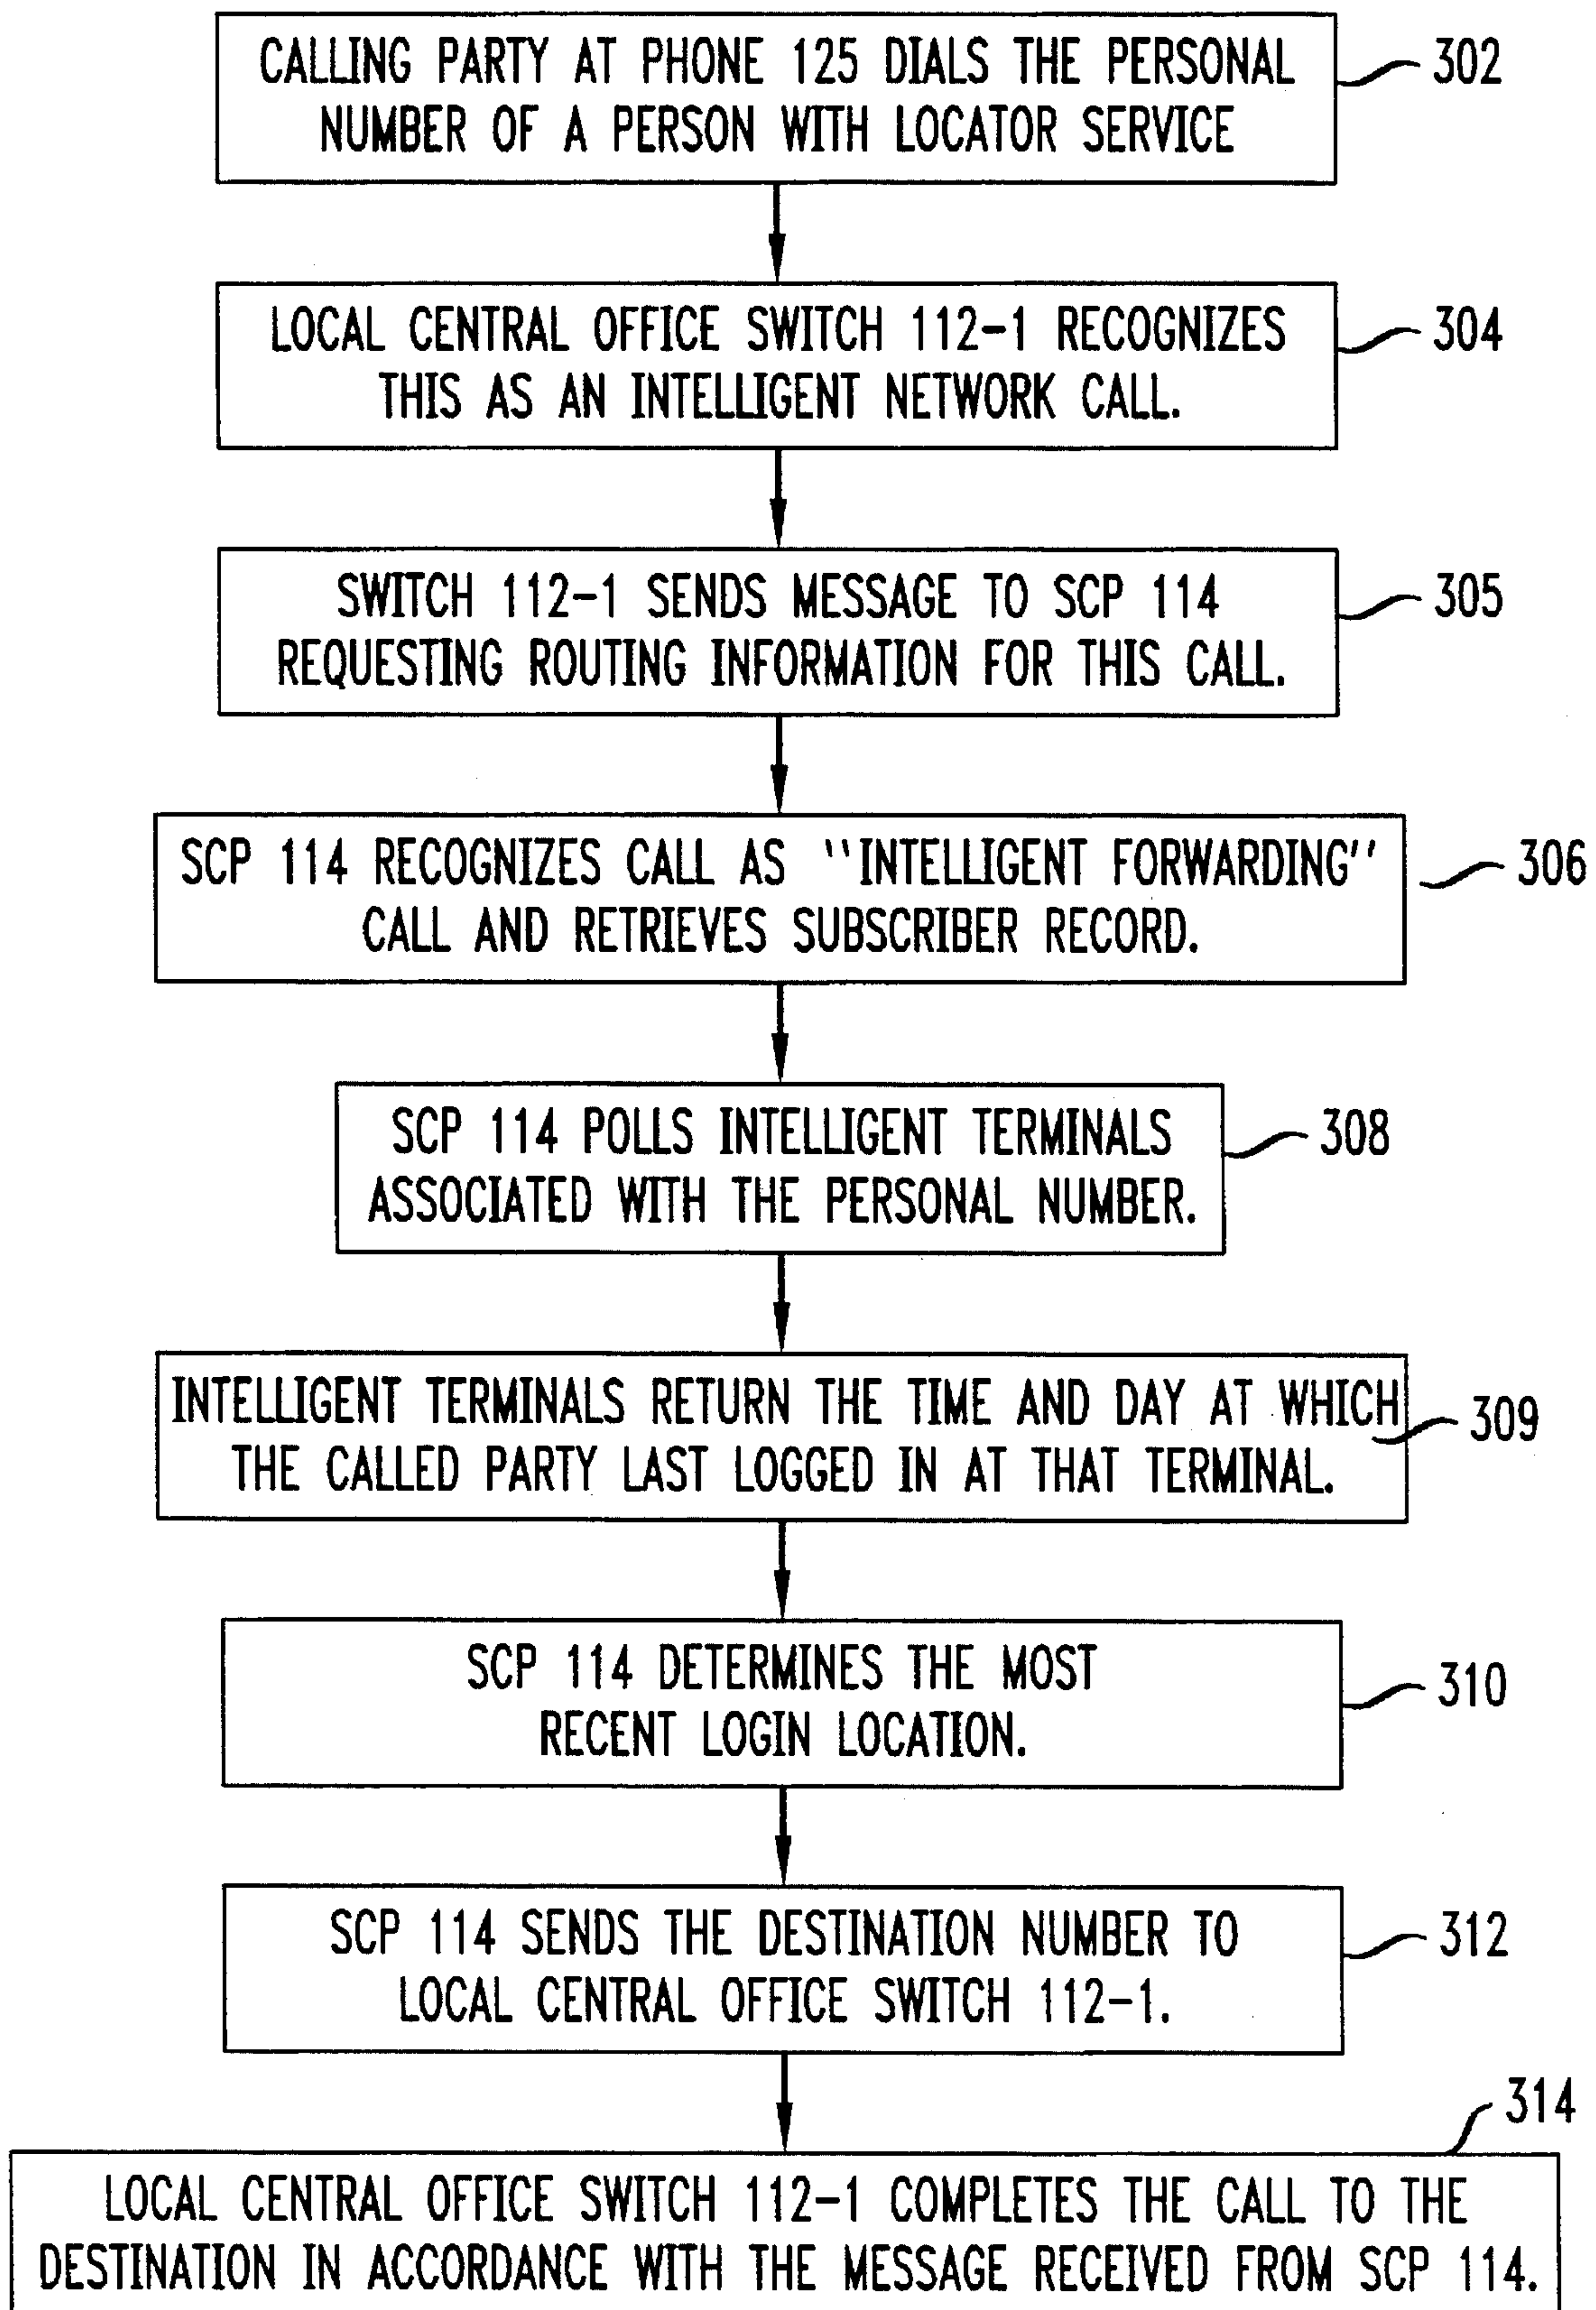 CALLING PARTY AT PHONE 125 DIALS THE PERSONAL
NUMBER OF A PERSON WITH LOCATOR SERVICE
302
LOCAL CENTRAL OFFICE SWITCH 112-1 RECOGNIZES
THIS AS AN INTELLIGENT NETWORK CALL.
304
SWITCH 112-1 SENDS MESSAGE TO SCP 114
REQUESTING ROUTING INFORMATION FOR THIS CALL.
305
SCP 114 RECOGNIZES CALL AS "INTELLIGENT FORWARDING"
CALL AND RETRIEVES SUBSCRIBER RECORD.
306
SCP 114 POLLS INTELLIGENT TERMINALS
ASSOCIATED WITH THE PERSONAL NUMBER.
308
INTELLIGENT TERMINALS RETURN THE TIME AND DAY AT WHICH
THE CALLED PARTY LAST LOGGED IN AT THAT TERMINAL.
309
SCP 114 DETERMINES THE MOST
RECENT LOGIN LOCATION.
310
SCP 114 SENDS THE DESTINATION NUMBER TO
LOCAL CENTRAL OFFICE SWITCH 112-1.
312
314
LOCAL CENTRAL OFFICE SWITCH 112-1 COMPLETES THE CALL TO THE
DESTINATION IN ACCORDANCE WITH THE MESSAGE RECEIVED FROM SCP 114.